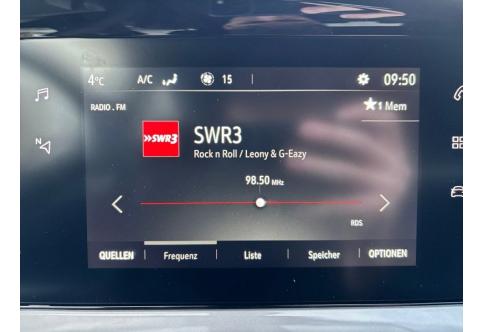 4°C A/C 15 09:50
RADIO . FM 1 Mem
SWR3 SWR3
Rock n Roll / Leony & G-Eazy
98.50 MHz
RDS
QUELLEN Frequenz Liste Speicher OPTIONEN
N